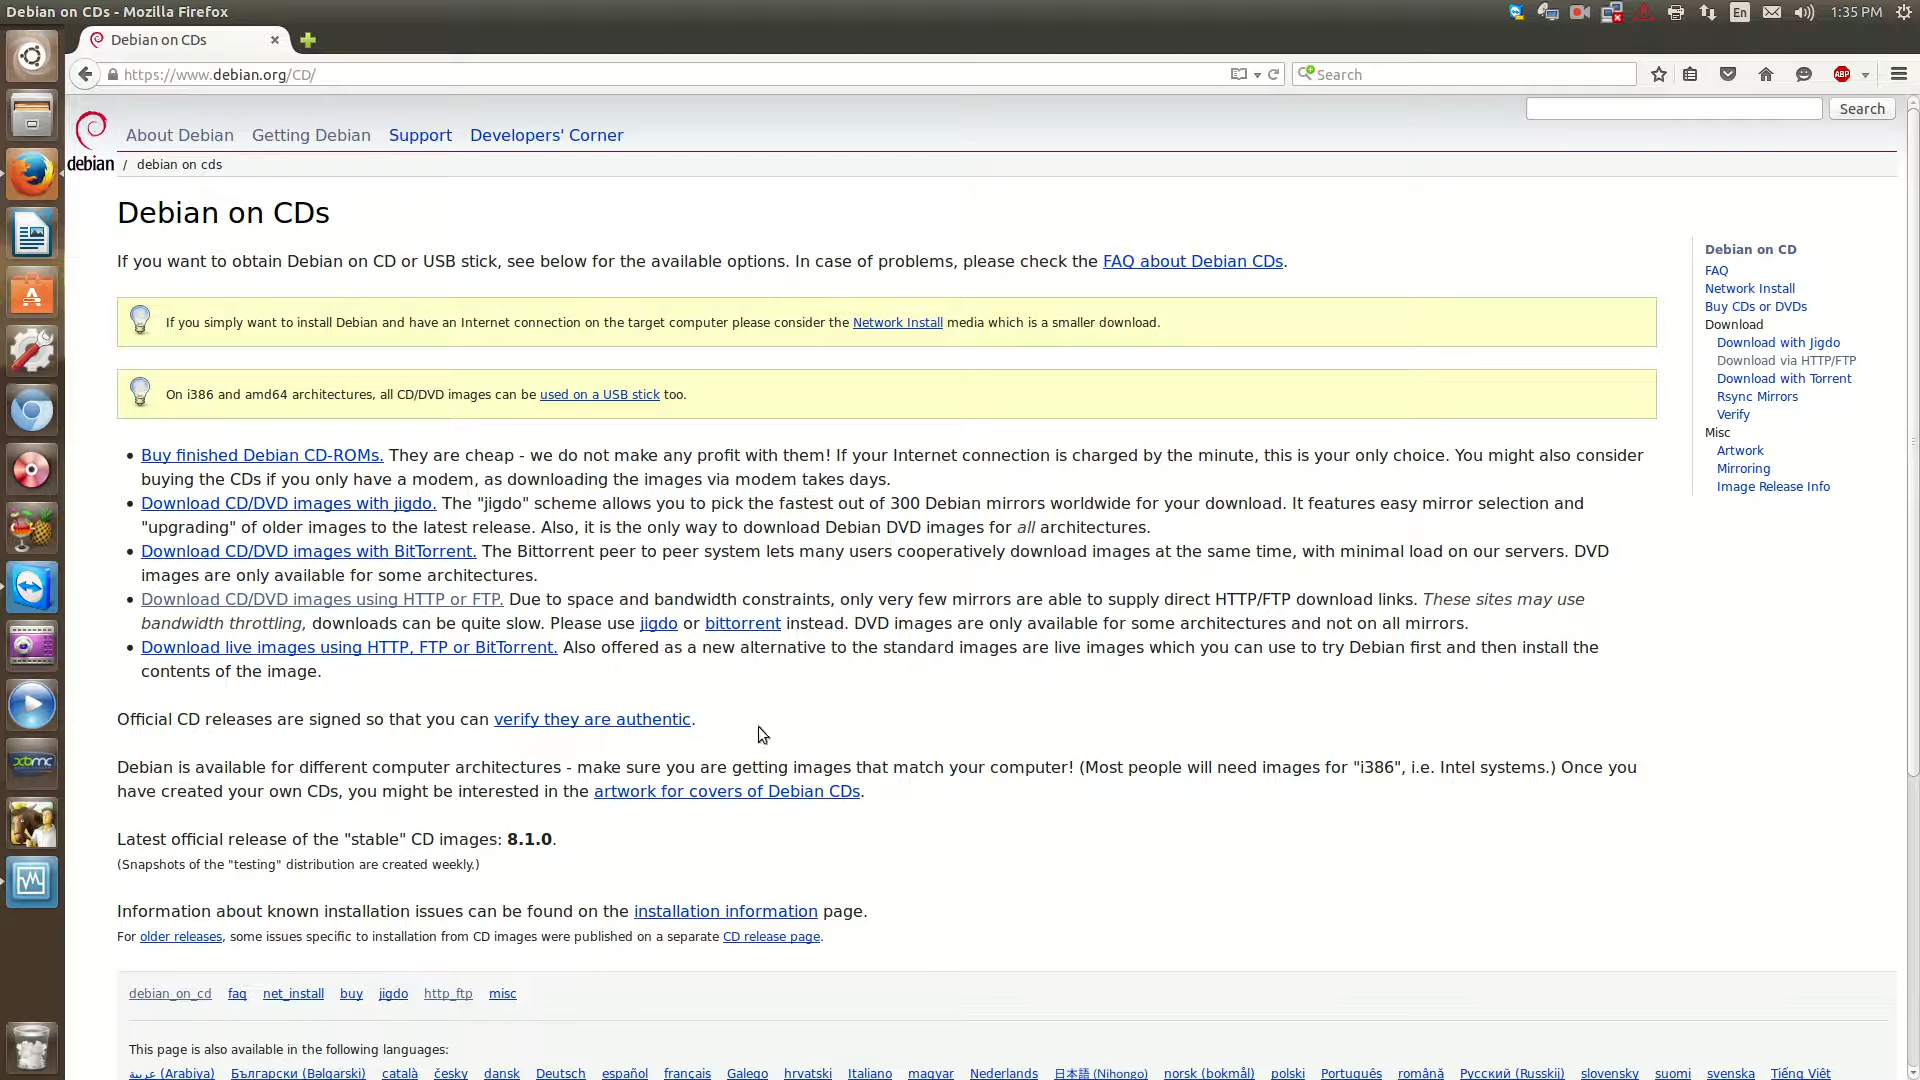 Debian on CDs - Mozilla Firefox
En
1:35 PM
Debian on CDs
https://www.debian.org/CD/
Search
ABP
Search
debian
About Debian Getting Debian Support Developers' Corner
/ debian on cds
Debian on CDs
If you want to obtain Debian on CD or USB stick, see below for the available options. In case of problems, please check the FAQ about Debian CDs.
If you simply want to install Debian and have an Internet connection on the target computer please consider the Network Install media which is a smaller download.
On i386 and amd64 architectures, all CD/DVD images can be used on a USB stick too.
• Buy finished Debian CD-ROMs. They are cheap - we do not make any profit with them! If your Internet connection is charged by the minute, this is your only choice. You might also consider
buying the CDs if you only have a modem, as downloading the images via modem takes days.
• Download CD/DVD images with jigdo. The "jigdo" scheme allows you to pick the fastest out of 300 Debian mirrors worldwide for your download. It features easy mirror selection and
"upgrading" of older images to the latest release. Also, it is the only way to download Debian DVD images for all architectures.
• Download CD/DVD images with BitTorrent. The Bittorrent peer to peer system lets many users cooperatively download images at the same time, with minimal load on our servers. DVD
images are only available for some architectures.
• Download CD/DVD images using HTTP or FTP. Due to space and bandwidth constraints, only very few mirrors are able to supply direct HTTP/FTP download links. These sites may use
bandwidth throttling, downloads can be quite slow. Please use jigdo or bittorrent instead. DVD images are only available for some architectures and not on all mirrors.
• Download live images using HTTP, FTP or BitTorrent. Also offered as a new alternative to the standard images are live images which you can use to try Debian first and then install the
contents of the image.
Official CD releases are signed so that you can verify they are authentic.
Debian is available for different computer architectures - make sure you are getting images that match your computer! (Most people will need images for "i386", i.e. Intel systems.) Once you
have created your own CDs, you might be interested in the artwork for covers of Debian CDs.
Latest official release of the "stable" CD images: 8.1.0.
(Snapshots of the "testing" distribution are created weekly.)
Information about known installation issues can be found on the installation information page.
For older releases, some issues specific to installation from CD images were published on a separate CD release page.
Debian on CD
FAQ
Network Install
Buy CDs or DVDs
Download
Download with Jigdo
Download via HTTP/FTP
Download with Torrent
Rsync Mirrors
Verify
Misc
Artwork
Mirroring
Image Release Info
xbmc
debian_on_cd faq net_install buy jigdo http_ftp misc
This page is also available in the following languages:
عربية (Arabiya) Български (Bəlgarski) català česky dansk Deutsch español français Galego hrvatski Italiano magyar Nederlands 日本語 (Nihongo) norsk (bokmål) polski Português română Русский (Russkij) slovensky suomi svenska Tiếng Việt